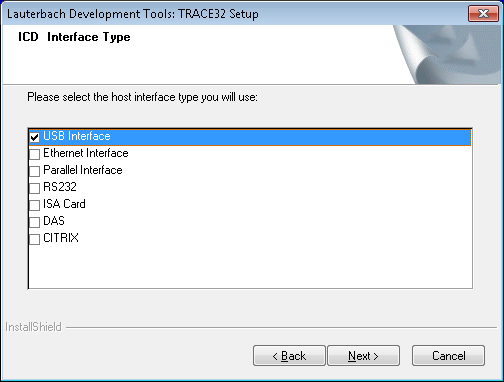 Lauterbach Development Tools: TRACE32 Setup
ICD Interface Type
Please select the host interface type you will use:
USB Interface
Ethernet Interface
Parallel Interface
RS232
ISA Card
DAS
CITRIX
InstallShield
< Back Next > Cancel